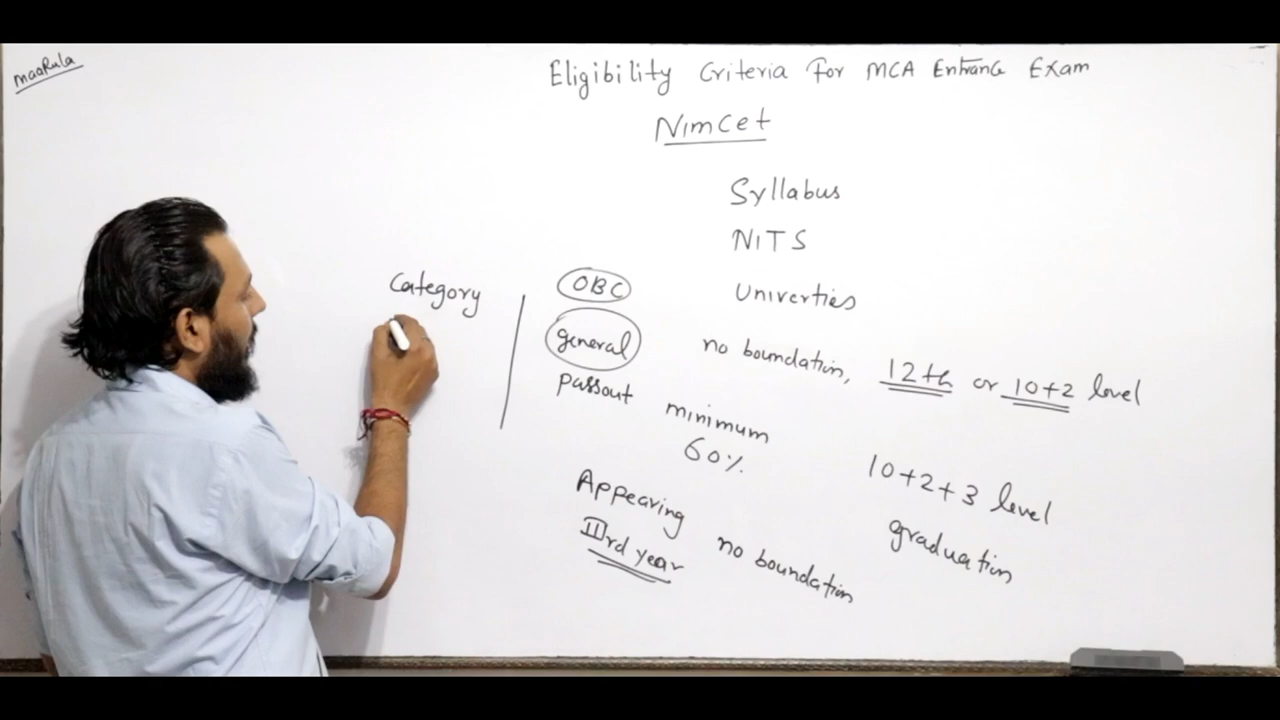 maarula
Eligibility Criteria For MCA Entrance Exam
Nimcet
Syllabus
NITS
Univerties
Category
OBC
general
passout
no boundation, 12th or 10+2 level
minimum
60%
10+2+3 level
graduation
Appearing
IIIrd year
no boundation